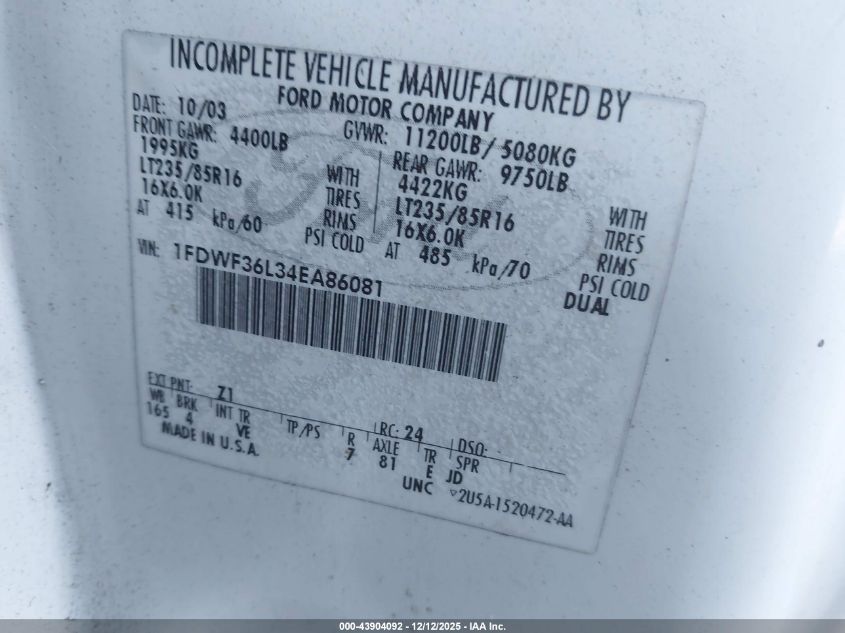 INCOMPLETE VEHICLE MANUFACTURED BY
FORD MOTOR COMPANY
DATE: 10/03 GVWR: 11200LB/ 5080KG
FRONT GAWR: 4400LB REAR GAWR: 9750LB
1995KG WITH 4422KG WITH
LT235/85R16 TIRES LT235/85R16 TIRES
16X6.0K RIMS 16X6.0K RIMS
AT 415 kPa/60 PSI COLD AT 485 kPa/70 PSI COLD
DUAL
VIN: 1FDWF36L34EA86081
EXT PNT: Z1 RC: 24 DSO:
WB BRK INT TR TP/PS R AXLE TR SPR
165 4 VE 7 81 E JD
MADE IN U.S.A. UNC ▽2U5A-1520472-AA
000-43904092 - 12/12/2025 - IAA Inc.